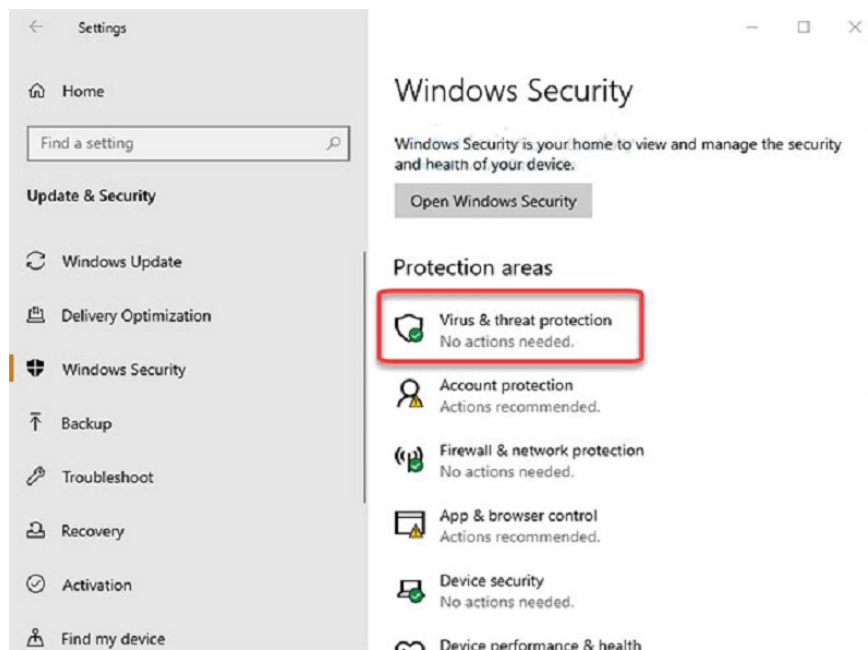 Settings
Home
Find a setting
Update & Security
Windows Update
Delivery Optimization
Windows Security
Backup
Troubleshoot
Recovery
Activation
Find my device
Windows Security
Windows Security is your home to view and manage the security
and health of your device.
Open Windows Security
Protection areas
Virus & threat protection
No actions needed.
Account protection
Actions recommended.
Firewall & network protection
No actions needed.
App & browser control
Actions recommended.
Device security
No actions needed.
Device performance & health